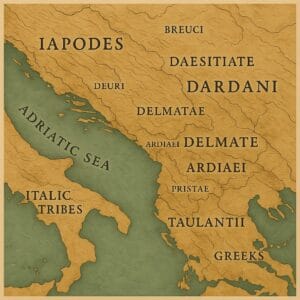 BREUCI
IAPODES
DAESITIATE
DEURI
DARDANI
DELMATAE
ADRIATIC SEA
ARDIAEI
DELMATE
ARDIAEI
PRISTAE
ITALIC
TRIBES
TAULANTII
GREEKS